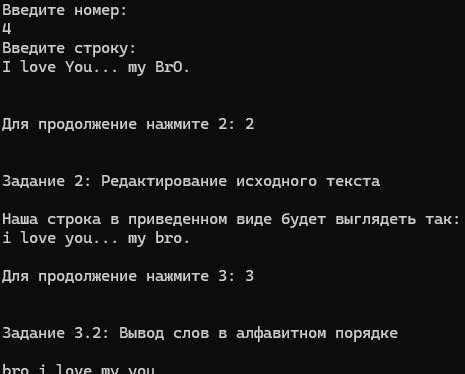 Введите номер:
4
Введите строку:
I love You... my BrO.
Для продолжение нажмите 2: 2
Задание 2: Редактирование исходного текста
Наша строка в приведенном виде будет выглядеть так:
i love you... my bro.
Для продолжение нажмите 3: 3
Задание 3.2: Вывод слов в алфавитном порядке
bro i love my you